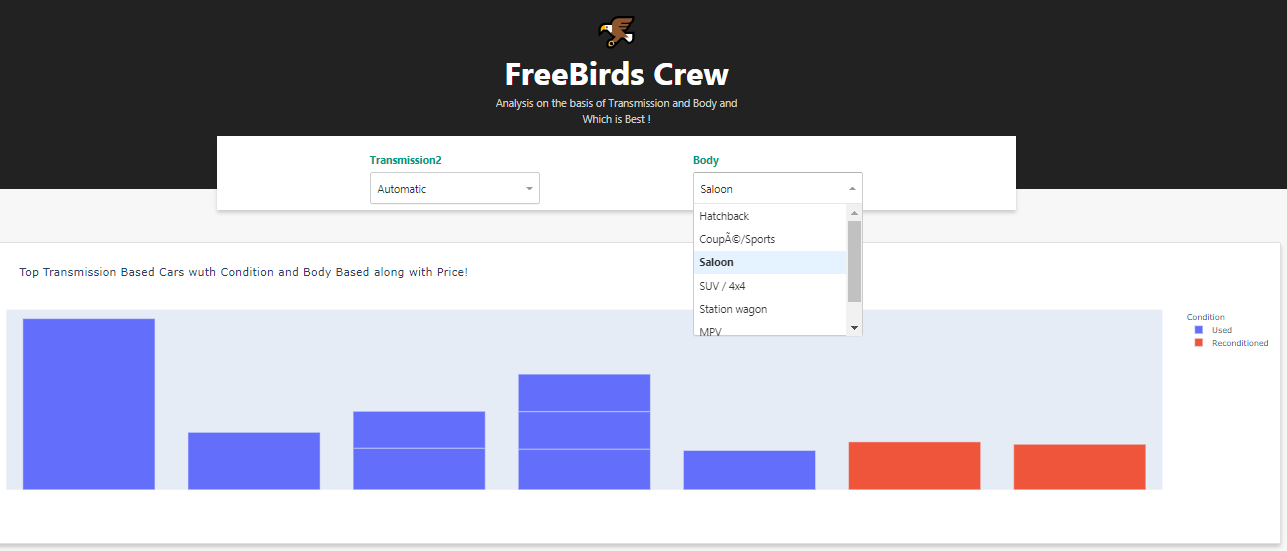 FreeBirds Crew
Analysis on the basis of Transmission and Body and
Which is Best !
Transmission2
Automatic
Body
Saloon
Hatchback
CoupÃ©/Sports
Saloon
SUV / 4x4
Station wagon
MPV
Top Transmission Based Cars wuth Condition and Body Based along with Price!
Condition
Used
Reconditioned